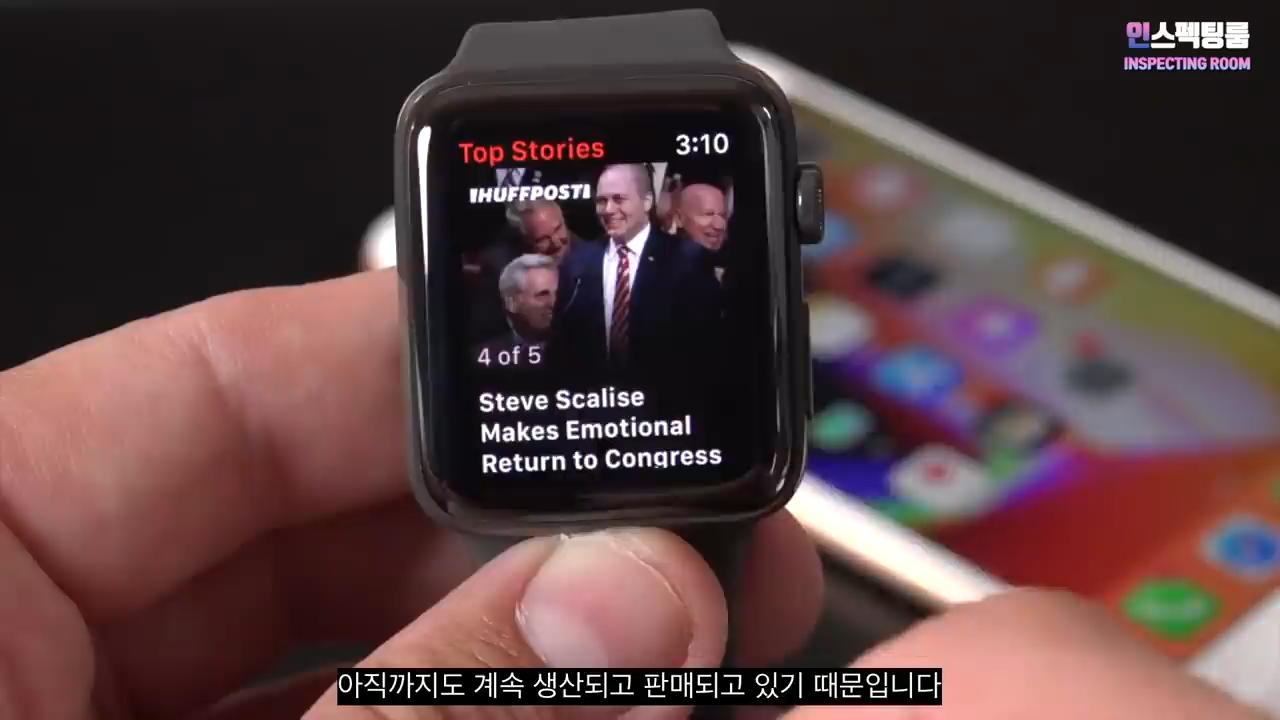 인스펙팅룸
INSPECTING ROOM
Top Stories
3:10
HUFFPOST
4 of 5
Steve Scalise
Makes Emotional
Return to Congress
아직까지도 계속 생산되고 판매되고 있기 때문입니다